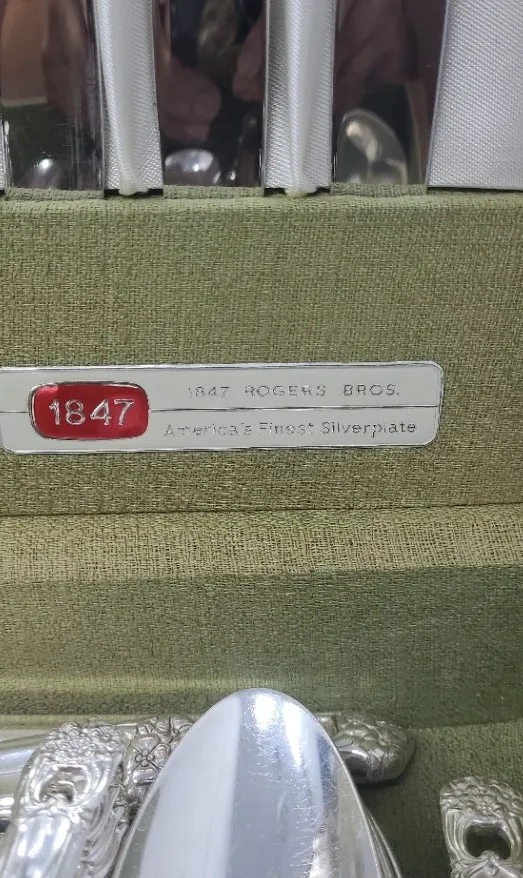 1847
1847 ROGERS BROS.
America's Finest Silverplate